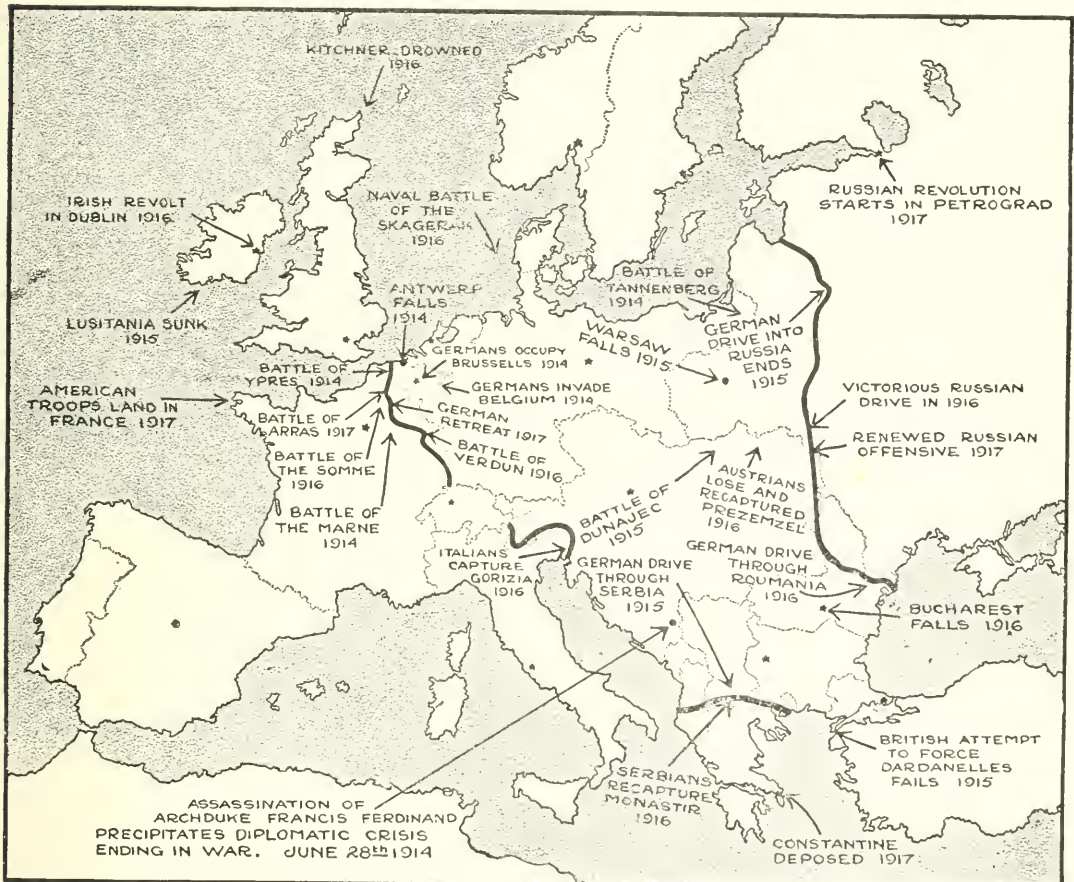 KITCHNER DROWNED
1916
IRISH REVOLT
IN DUBLIN 1916
NAVAL BATTLE
OF THE
SKAGERAK
1916
RUSSIAN REVOLUTION
STARTS IN PETROGRAD
1917
LUSITANIA SUNK
1915
ANTWERP
FALLS
1914
BATTLE OF
TANNENBERG
1914
WARSAW
FALLS 1915
GERMAN
DRIVE INTO
RUSSIA
ENDS
1915
BATTLE OF
YPRES 1914
GERMANS OCCUPY
BRUSSELLS 1914
GERMANS INVADE
BELGIUM 1914
AMERICAN
TROOPS LAND IN
FRANCE 1917
BATTLE OF
ARRAS 1917
GERMAN
RETREAT 1917
BATTLE OF
THE SOMME
1916
BATTLE OF
VERDUN 1916
BATTLE OF
THE MARNE
1914
VICTORIOUS RUSSIAN
DRIVE IN 1916
RENEWED RUSSIAN
OFFENSIVE 1917
BATTLE OF
DUNAJEC
1915
AUSTRIANS
LOSE AND
RECAPTURED
PREZEMZEL
1916
ITALIANS
CAPTURE
GORIZIA
1916
GERMAN DRIVE
THROUGH
SERBIA
1915
GERMAN DRIVE
THROUGH
ROUMANIA
1916
BUCHAREST
FALLS 1916
BRITISH ATTEMPT
TO FORCE
DARDANELLES
FAILS 1915
SERBIANS
RECAPTURE
MONASTIR
1916
CONSTANTINE
DEPOSED 1917
ASSASSINATION OF
ARCHDUKE FRANCIS FERDINAND
PRECIPITATES DIPLOMATIC CRISIS
ENDING IN WAR. JUNE 28th 1914